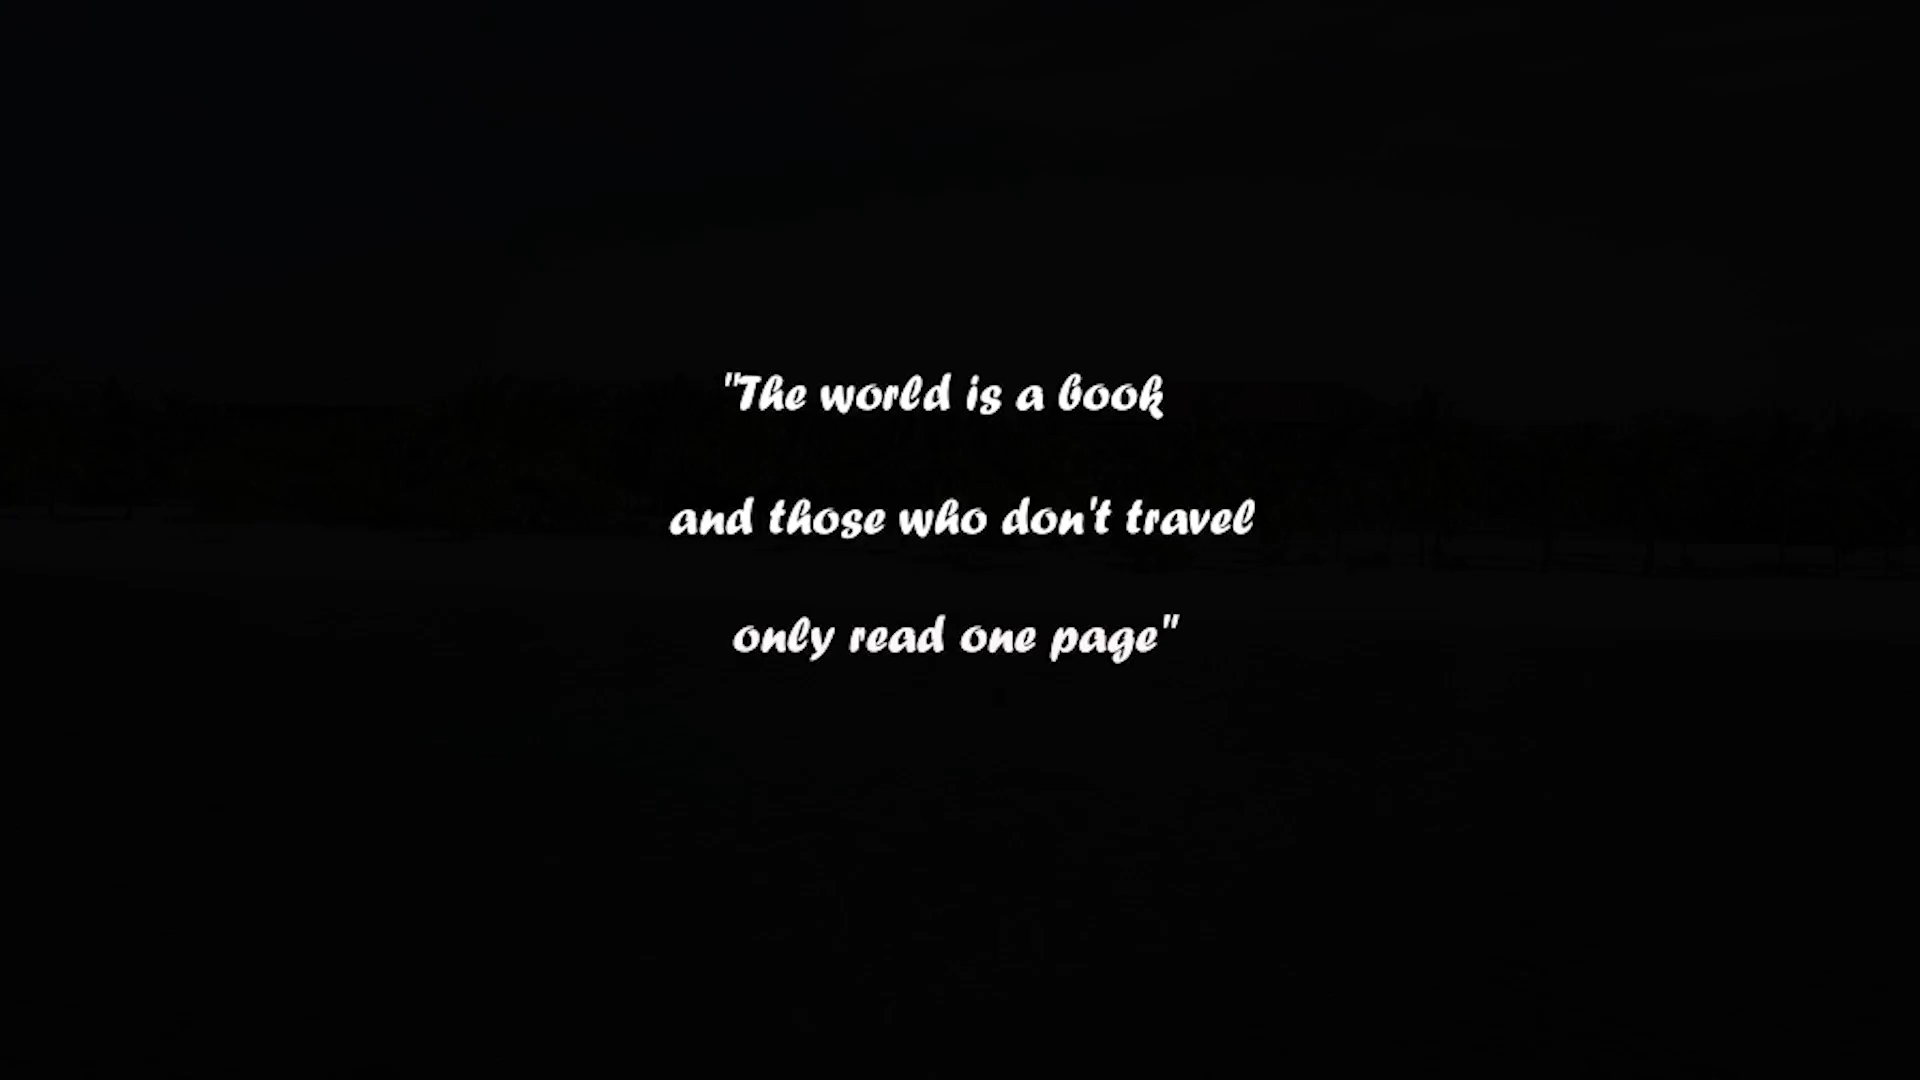 "The world is a book
and those who don't travel
only read one page"